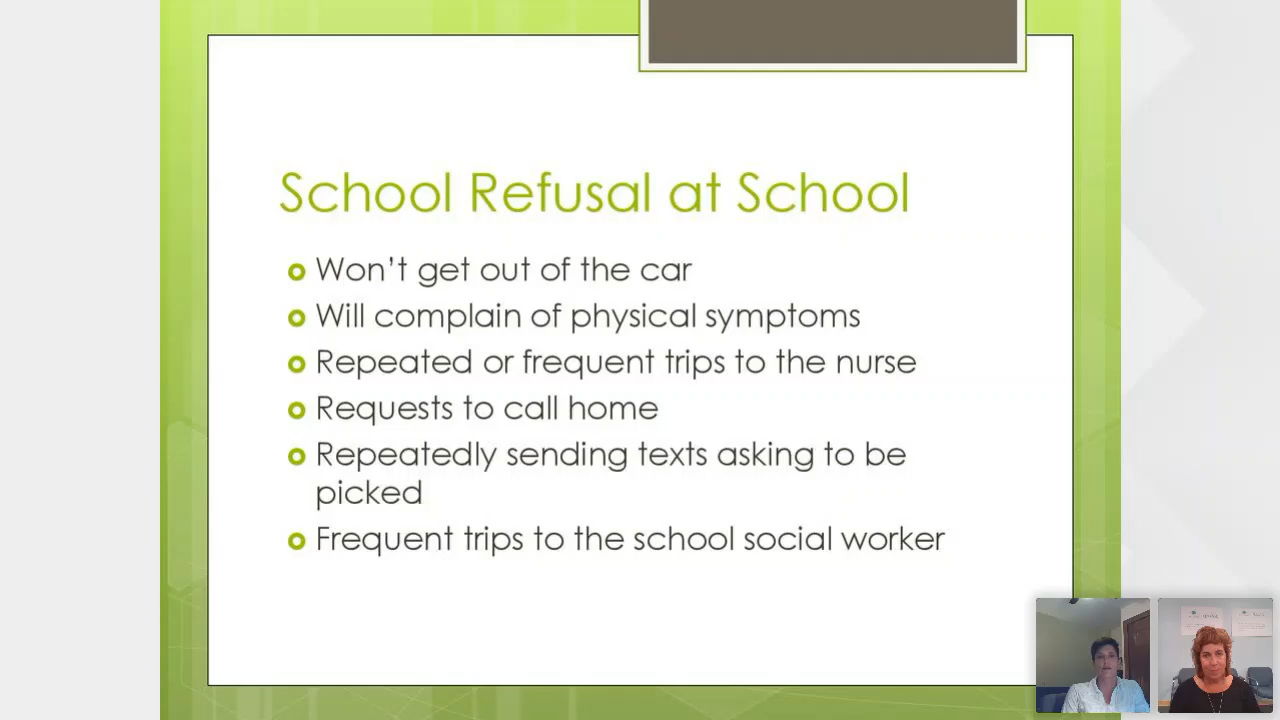 School Refusal at School
Won't get out of the car
Will complain of physical symptoms
Repeated or frequent trips to the nurse
Requests to call home
Repeatedly sending texts asking to be
picked
Frequent trips to the school social worker